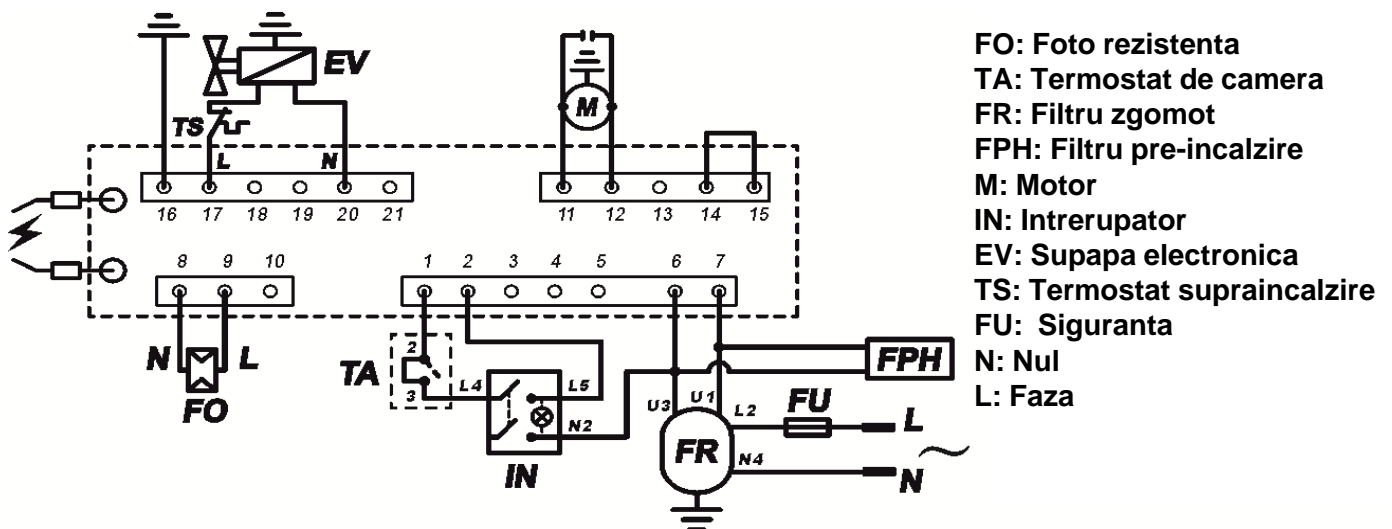 FO: Foto rezistenta
TA: Termostat de camera
FR: Filtru zgomot
FPH: Filtru pre-incalzire
M: Motor
IN: Intrerupator
EV: Supapa electronica
TS: Termostat supraincalzire
FU: Siguranta
N: Nul
L: Faza
EV
TS
L N
M
16 17 18 19 20 21
11 12 13 14 15
8 9 10
1 2 3 4 5 6 7
N L
FO
TA
2
3
L4 L5
N2
IN
U3 U1
L2
FR
N4
FU
L
N
FPH